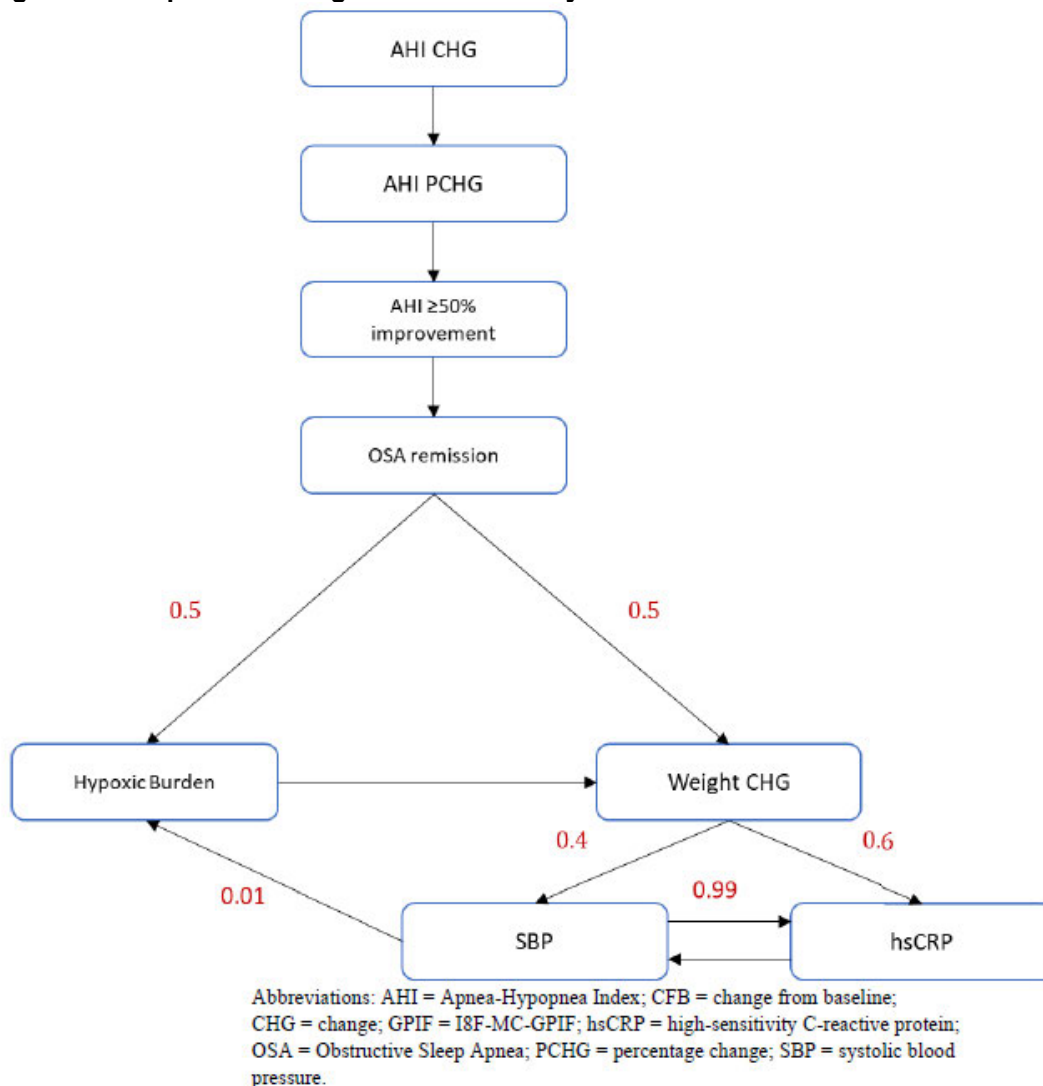 AHI CHG
AHI PCHG
AHI ≥50%
improvement
OSA remission
0.5
0.5
Hypoxic Burden
Weight CHG
0.4
0.6
0.01
0.99
SBP
hsCRP
Abbreviations: AHI = Apnea-Hypopnea Index; CFB = change from baseline;
CHG = change; GPIF = I8F-MC-GPIF; hsCRP = high-sensitivity C-reactive protein;
OSA = Obstructive Sleep Apnea; PCHG = percentage change; SBP = systolic blood
pressure.